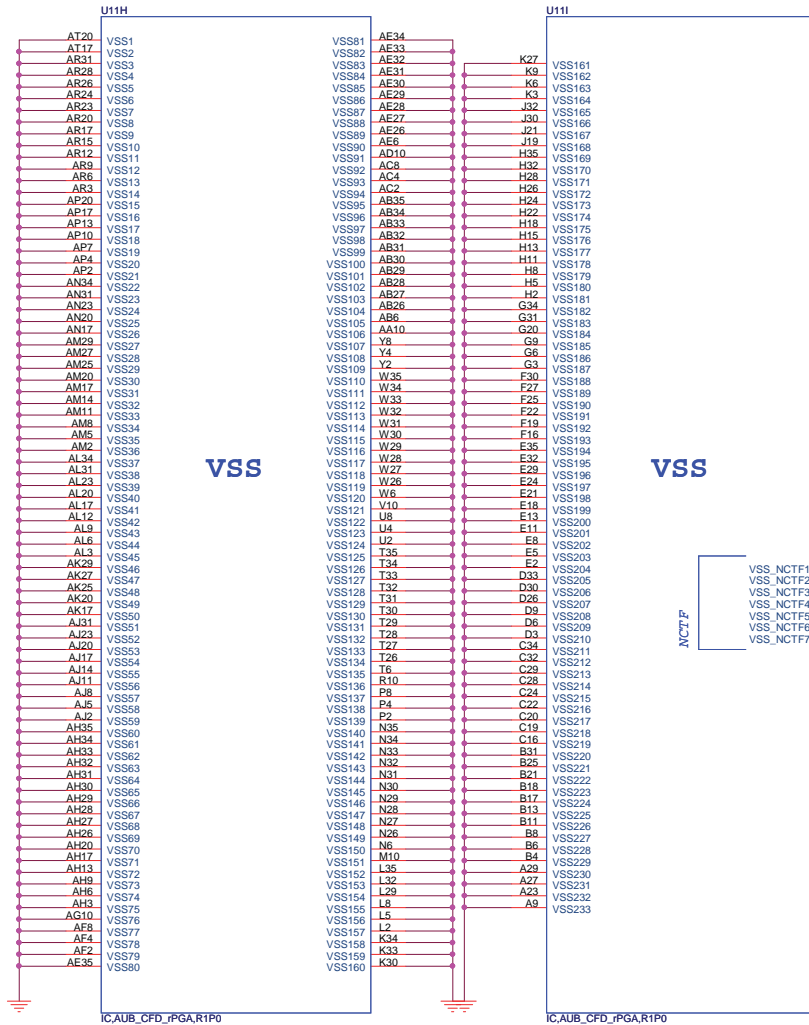 U11H
AT20 VSS1
AT17 VSS2
AR31 VSS3
AR28 VSS4
AR26 VSS5
AR24 VSS6
AR23 VSS7
AR20 VSS8
AR17 VSS9
AR15 VSS10
AR12 VSS11
AR9 VSS12
AR6 VSS13
AR3 VSS14
AP20 VSS15
AP17 VSS16
AP13 VSS17
AP10 VSS18
AP7 VSS19
AP4 VSS20
AP2 VSS21
AN34 VSS22
AN31 VSS23
AN23 VSS24
AN20 VSS25
AN17 VSS26
AM29 VSS27
AM27 VSS28
AM25 VSS29
AM20 VSS30
AM17 VSS31
AM14 VSS32
AM11 VSS33
AM8 VSS34
AM5 VSS35
AM2 VSS36
AL34 VSS37
AL31 VSS38
AL23 VSS39
AL20 VSS40
AL17 VSS41
AL12 VSS42
AL9 VSS43
AL6 VSS44
AL3 VSS45
AK29 VSS46
AK27 VSS47
AK25 VSS48
AK20 VSS49
AK17 VSS50
AJ31 VSS51
AJ23 VSS52
AJ20 VSS53
AJ17 VSS54
AJ14 VSS55
AJ11 VSS56
AJ8 VSS57
AJ5 VSS58
AJ2 VSS59
AH35 VSS60
AH34 VSS61
AH33 VSS62
AH32 VSS63
AH31 VSS64
AH30 VSS65
AH29 VSS66
AH28 VSS67
AH27 VSS68
AH26 VSS69
AH20 VSS70
AH17 VSS71
AH13 VSS72
AH9 VSS73
AH6 VSS74
AH3 VSS75
AG10 VSS76
AF8 VSS77
AF4 VSS78
AF2 VSS79
AE35 VSS80
VSS
VSS81 AE34
VSS82 AE33
VSS83 AE32
VSS84 AE31
VSS85 AE30
VSS86 AE29
VSS87 AE28
VSS88 AE27
VSS89 AE26
VSS90 AE6
VSS91 AD10
VSS92 AC8
VSS93 AC4
VSS94 AC2
VSS95 AB35
VSS96 AB34
VSS97 AB33
VSS98 AB32
VSS99 AB31
VSS100 AB30
VSS101 AB29
VSS102 AB28
VSS103 AB27
VSS104 AB26
VSS105 AB6
VSS106 AA10
VSS107 Y8
VSS108 Y4
VSS109 Y2
VSS110 W35
VSS111 W34
VSS112 W33
VSS113 W32
VSS114 W31
VSS115 W30
VSS116 W29
VSS117 W28
VSS118 W27
VSS119 W26
VSS120 W6
VSS121 V10
VSS122 U8
VSS123 U4
VSS124 U2
VSS125 T35
VSS126 T34
VSS127 T33
VSS128 T32
VSS129 T31
VSS130 T30
VSS131 T29
VSS132 T28
VSS133 T27
VSS134 T26
VSS135 T6
VSS136 R10
VSS137 P8
VSS138 P4
VSS139 P2
VSS140 N35
VSS141 N34
VSS142 N33
VSS143 N32
VSS144 N31
VSS145 N30
VSS146 N29
VSS147 N28
VSS148 N27
VSS149 N26
VSS150 N6
VSS151 M10
VSS152 L35
VSS153 L32
VSS154 L29
VSS155 L8
VSS156 L5
VSS157 L2
VSS158 K34
VSS159 K33
VSS160 K30
IC,AUB_CFD_rPGA,R1P0
U11I
K27 VSS161
K9 VSS162
K6 VSS163
K3 VSS164
J32 VSS165
J30 VSS166
J21 VSS167
J19 VSS168
H35 VSS169
H32 VSS170
H28 VSS171
H26 VSS172
H24 VSS173
H22 VSS174
H18 VSS175
H15 VSS176
H13 VSS177
H11 VSS178
H8 VSS179
H5 VSS180
H2 VSS181
G34 VSS182
G31 VSS183
G20 VSS184
G9 VSS185
G6 VSS186
G3 VSS187
F30 VSS188
F27 VSS189
F25 VSS190
F22 VSS191
F19 VSS192
F16 VSS193
E35 VSS194
E32 VSS195
E29 VSS196
E24 VSS197
E21 VSS198
E18 VSS199
E13 VSS200
E11 VSS201
E8 VSS202
E5 VSS203
E2 VSS204
D33 VSS205
D30 VSS206
D26 VSS207
D9 VSS208
D6 VSS209
D3 VSS210
C34 VSS211
C32 VSS212
C29 VSS213
C28 VSS214
C24 VSS215
C22 VSS216
C20 VSS217
C19 VSS218
C16 VSS219
B31 VSS220
B25 VSS221
B21 VSS222
B18 VSS223
B17 VSS224
B13 VSS225
B11 VSS226
B8 VSS227
B6 VSS228
B4 VSS229
A29 VSS230
A27 VSS231
A23 VSS232
A9 VSS233
VSS
NCTF
VSS_NCTF1
VSS_NCTF2
VSS_NCTF3
VSS_NCTF4
VSS_NCTF5
VSS_NCTF6
VSS_NCTF7
IC,AUB_CFD_rPGA,R1P0